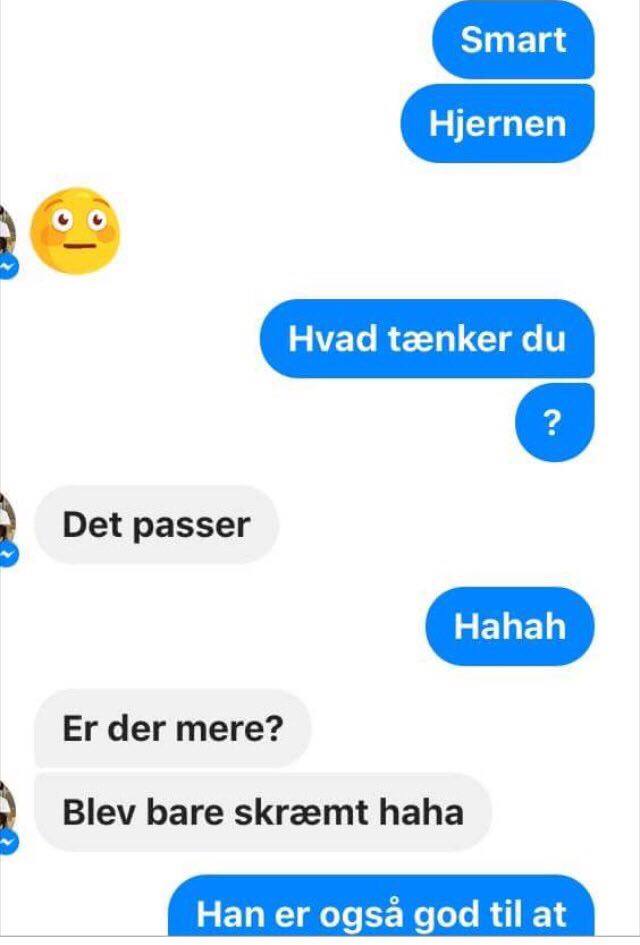 Smart
Hjernen
Hvad tænker du
?
Det passer
Hahah
Er der mere?
Blev bare skræmt haha
Han er også god til at